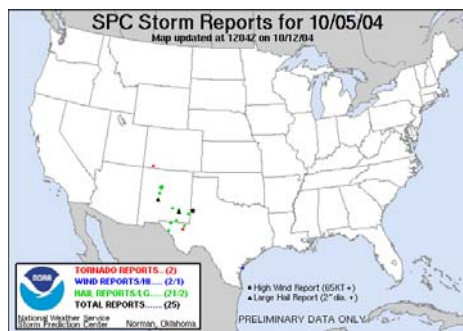 SPC Storm Reports for 10/05/04
Map updated at 1204Z on 10/12/04
TORNADO REPORTS.. (2)
WIND REPORTS/HI..... (2/1)
HAIL REPORTS/LG.... (21/2)
TOTAL REPORTS....... (25)
NOAA
National Weather Service
Storm Prediction Center Norman, Oklahoma
High Wind Report (65KT +)
Large Hail Report (2" dia. +)
PRELIMINARY DATA ONLY